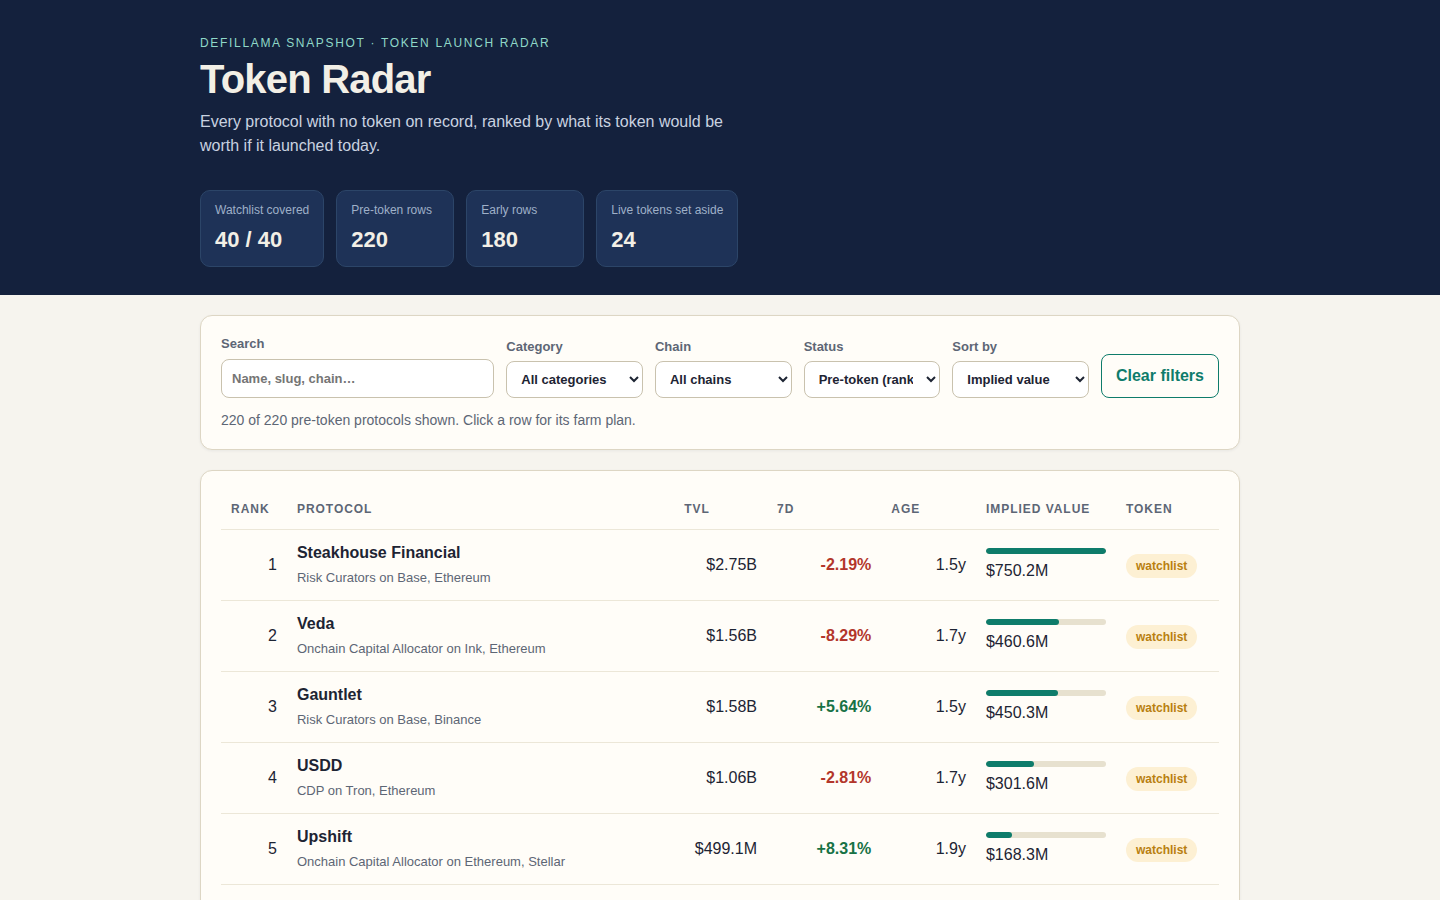 DEFILLAMA SNAPSHOT · TOKEN LAUNCH RADAR
Token Radar
Every protocol with no token on record, ranked by what its token would be
worth if it launched today.
Watchlist covered
40 / 40
Pre-token rows
220
Early rows
180
Live tokens set aside
24
Search
Name, slug, chain…
Category
All categories
Chain
All chains
Status
Pre-token (rank
Sort by
Implied value
Clear filters
220 of 220 pre-token protocols shown. Click a row for its farm plan.
RANK PROTOCOL TVL 7D AGE IMPLIED VALUE TOKEN
1 Steakhouse Financial $2.75B -2.19% 1.5y $750.2M watchlist
Risk Curators on Base, Ethereum
2 Veda $1.56B -8.29% 1.7y $460.6M watchlist
Onchain Capital Allocator on Ink, Ethereum
3 Gauntlet $1.58B +5.64% 1.5y $450.3M watchlist
Risk Curators on Base, Binance
4 USDD $1.06B -2.81% 1.7y $301.6M watchlist
CDP on Tron, Ethereum
5 Upshift $499.1M +8.31% 1.9y $168.3M watchlist
Onchain Capital Allocator on Ethereum, Stellar